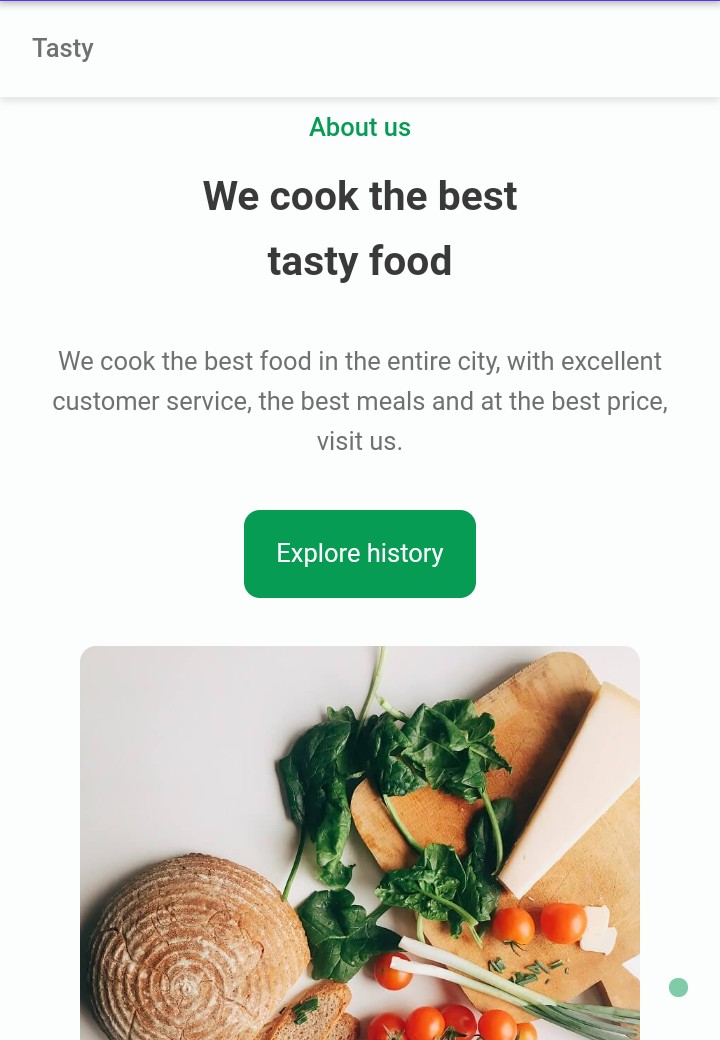 Tasty
About us
We cook the best
tasty food
We cook the best food in the entire city, with excellent
customer service, the best meals and at the best price,
visit us.
Explore history